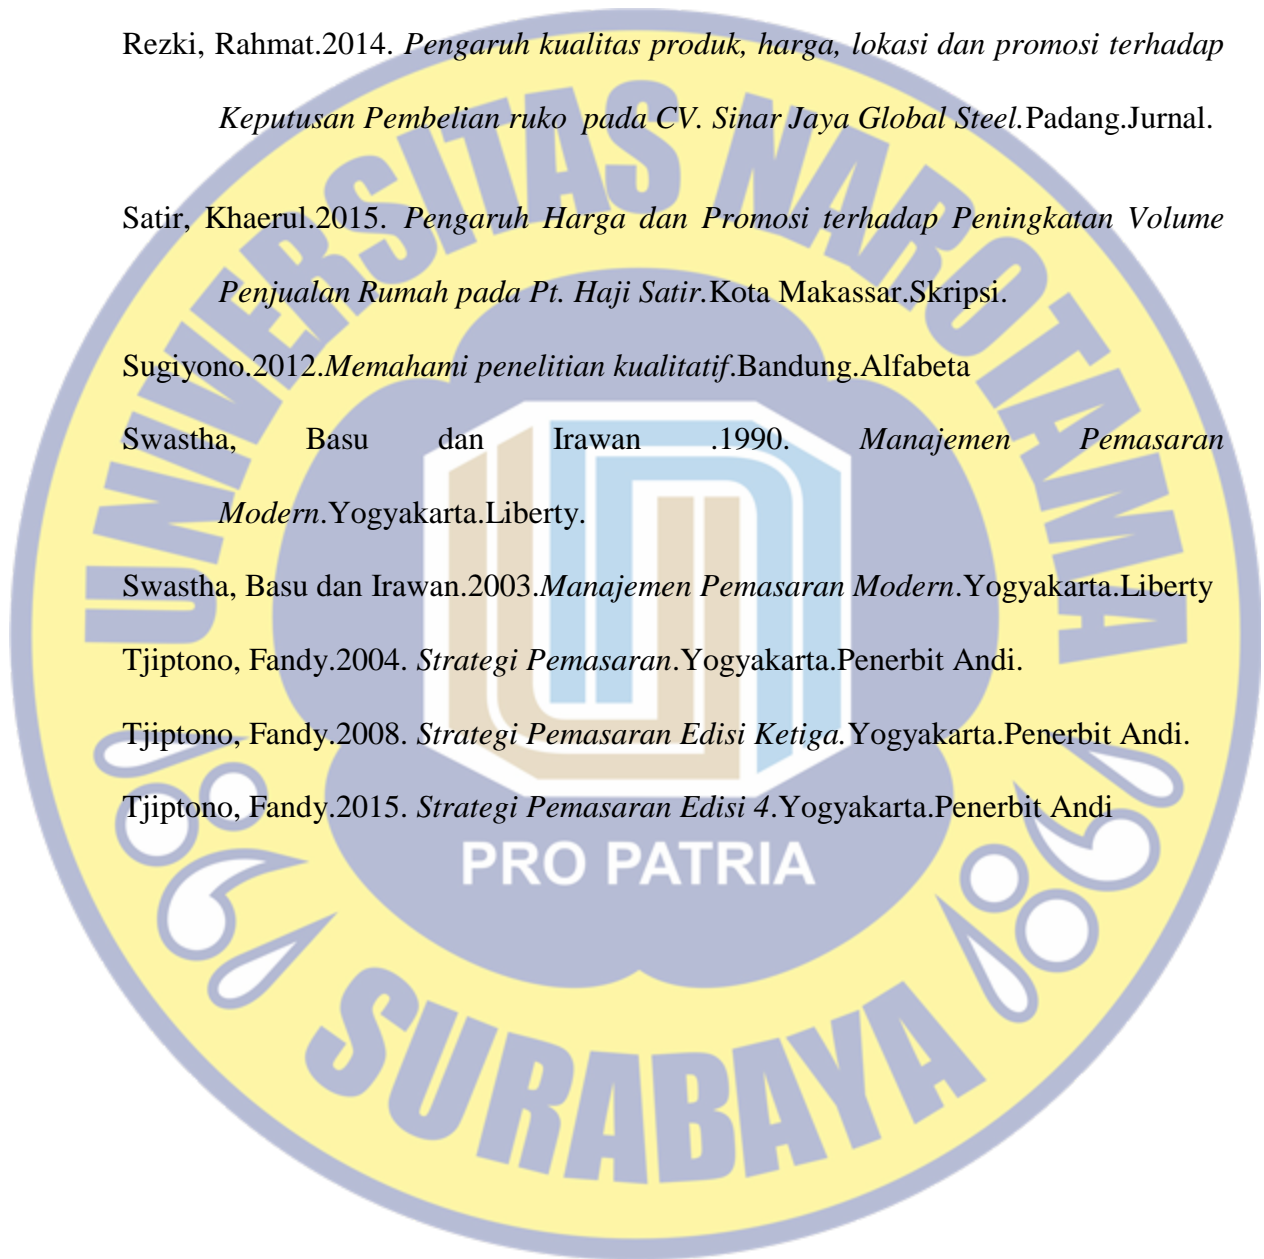 Rezki, Rahmat.2014. Pengaruh kualitas produk, harga, lokasi dan promosi terhadap
Keputusan Pembelian ruko pada CV. Sinar Jaya Global Steel.Padang.Jurnal.
Satir, Khaerul.2015. Pengaruh Harga dan Promosi terhadap Peningkatan Volume
Penjualan Rumah pada Pt. Haji Satir.Kota Makassar.Skripsi.
Sugiyono.2012.Memahami penelitian kualitatif.Bandung.Alfabeta
Swastha, Basu dan Irawan .1990. Manajemen Pemasaran
Modern.Yogyakarta.Liberty.
Swastha, Basu dan Irawan.2003.Manajemen Pemasaran Modern.Yogyakarta.Liberty
Tjiptono, Fandy.2004. Strategi Pemasaran.Yogyakarta.Penerbit Andi.
Tjiptono, Fandy.2008. Strategi Pemasaran Edisi Ketiga.Yogyakarta.Penerbit Andi.
Tjiptono, Fandy.2015. Strategi Pemasaran Edisi 4.Yogyakarta.Penerbit Andi
UNIVERSITAS NAROTAMA
PRO PATRIA
SURABAYA